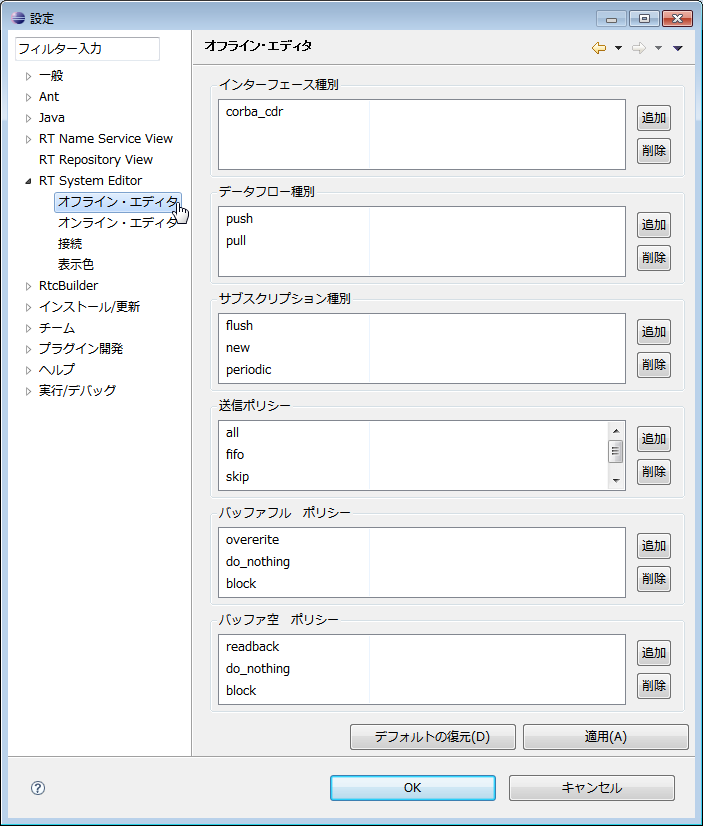 設定
フィルター入力
一般
Ant
Java
RT Name Service View
RT Repository View
RT System Editor
オフライン・エディタ
オンライン・エディタ
接続
表示色
RtcBuilder
インストール/更新
チーム
プラグイン開発
ヘルプ
実行/デバッグ
オフライン・エディタ
インターフェース種別
corba_cdr
追加
削除
データフロー種別
push
pull
追加
削除
サブスクリプション種別
flush
new
periodic
追加
削除
送信ポリシー
all
fifo
skip
追加
削除
バッファフル　ポリシー
overerite
do_nothing
block
追加
削除
バッファ空　ポリシー
readback
do_nothing
block
追加
削除
デフォルトの復元(D)
適用(A)
?
OK
キャンセル